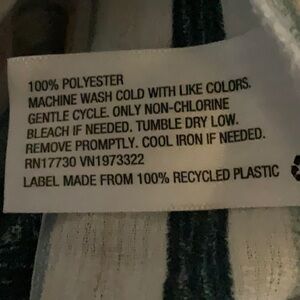 100% POLYESTER
MACHINE WASH COLD WITH LIKE COLORS.
GENTLE CYCLE. ONLY NON-CHLORINE
BLEACH IF NEEDED. TUMBLE DRY LOW.
REMOVE PROMPTLY. COOL IRON IF NEEDED.
RN17730 VN1973322
LABEL MADE FROM 100% RECYCLED PLASTIC